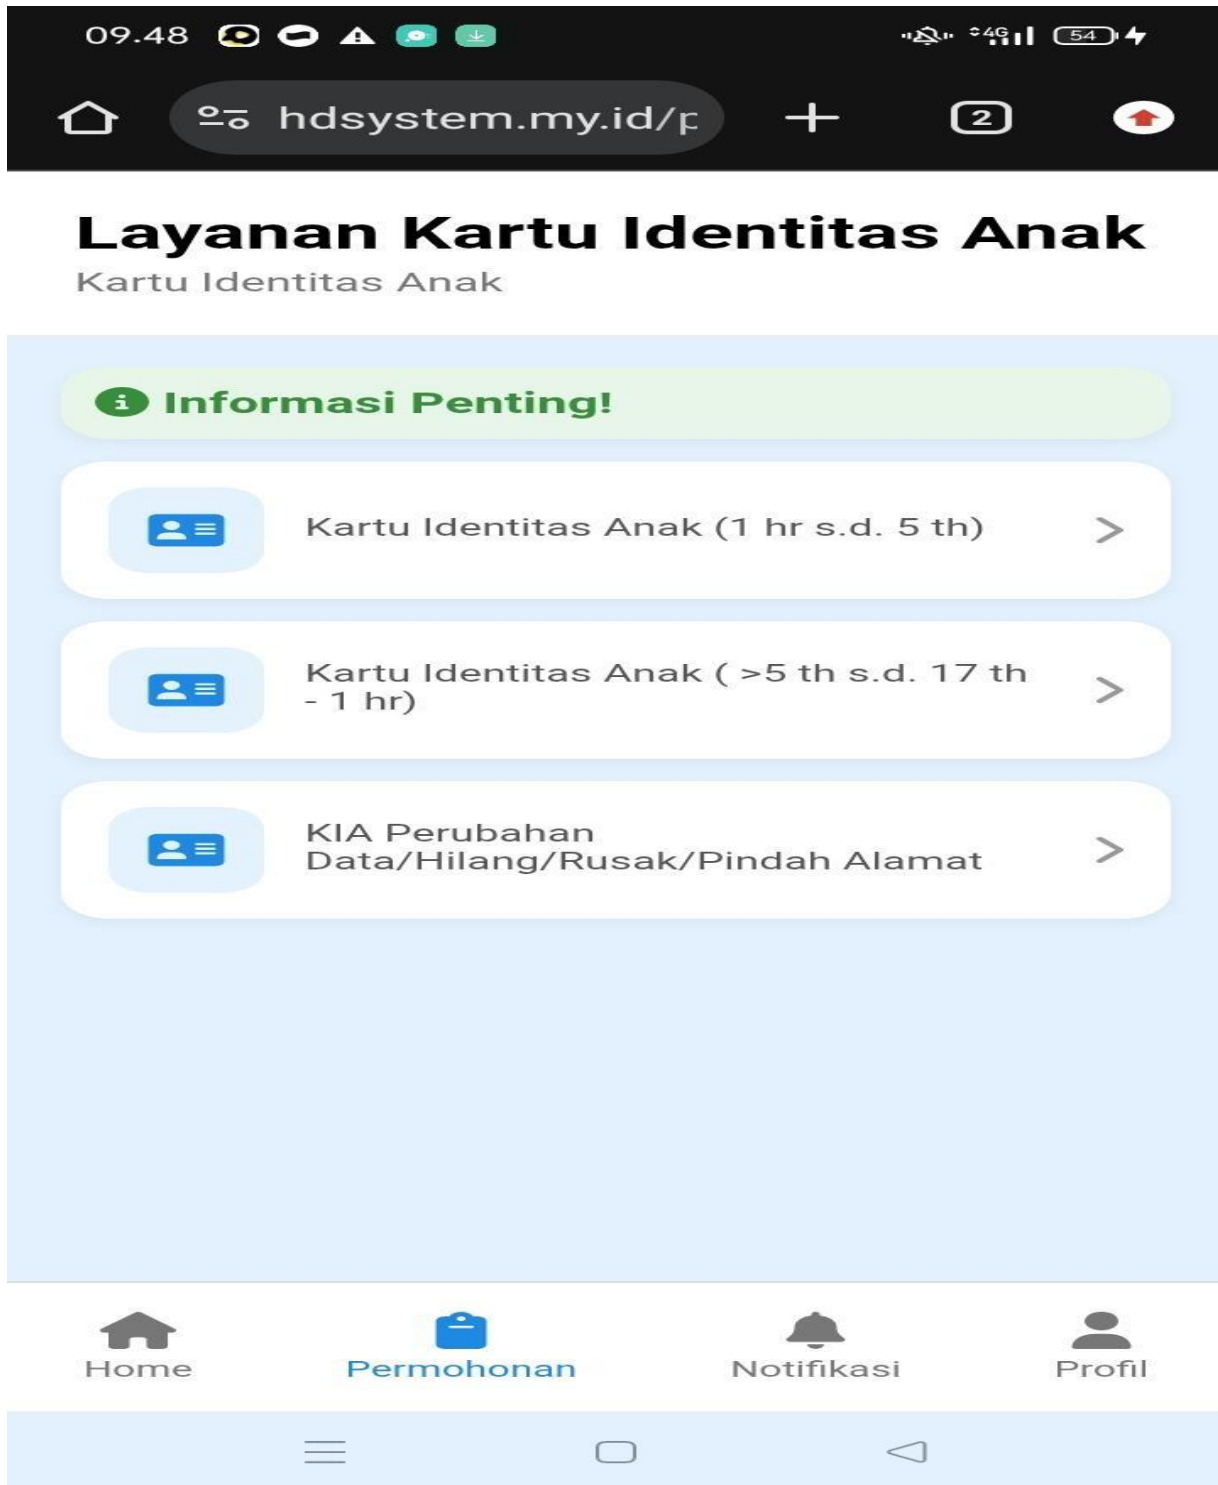 09.48
4G
54
hdsystem.my.id/p
2
Layanan Kartu Identitas Anak
Kartu Identitas Anak
Informasi Penting!
Kartu Identitas Anak (1 hr s.d. 5 th)
Kartu Identitas Anak ( >5 th s.d. 17 th
- 1 hr)
KIA Perubahan
Data/Hilang/Rusak/Pindah Alamat
Home
Permohonan
Notifikasi
Profil